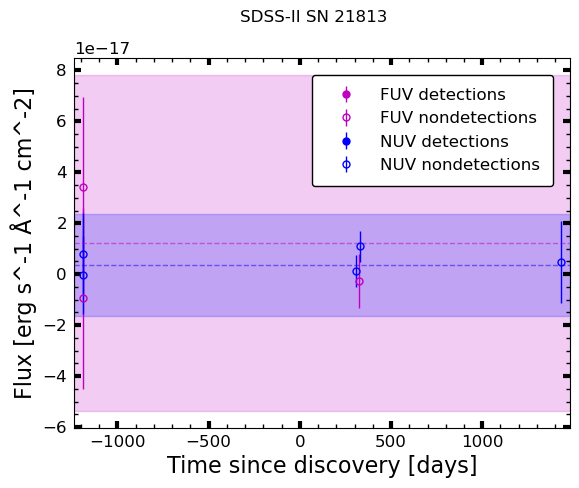 SDSS-II SN 21813
1e−17
8
6
4
2
0
−2
−4
−6
Flux [erg s^-1 Å^-1 cm^-2]
FUV detections
FUV nondetections
NUV detections
NUV nondetections
−1000 −500 0 500 1000
Time since discovery [days]